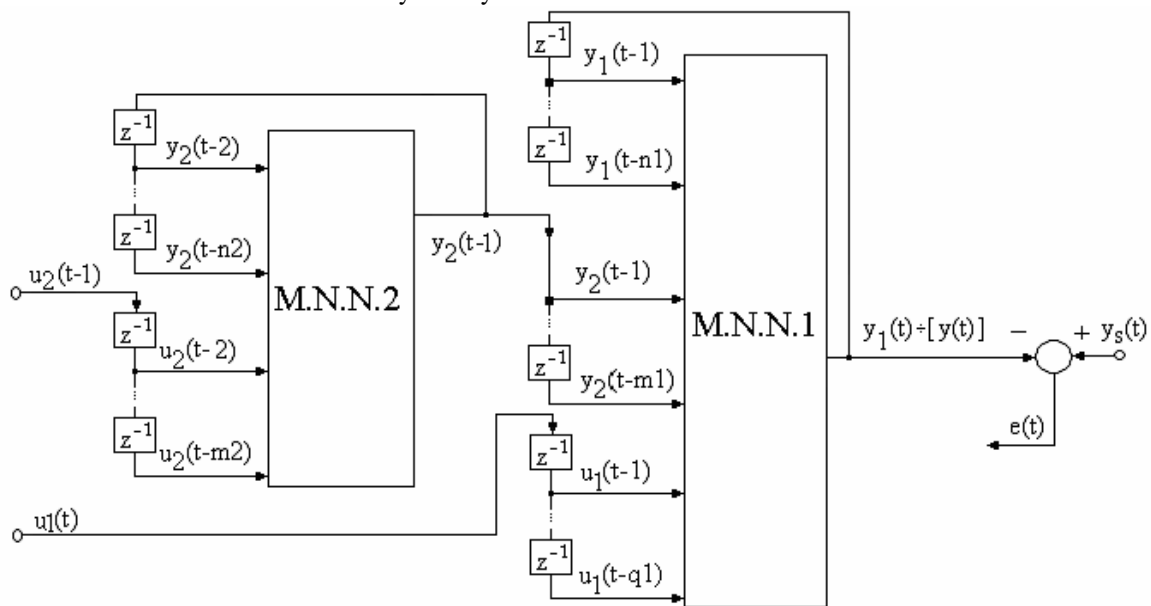 z⁻¹
y₁(t-1)
z⁻¹
y₁(t-n1)
z⁻¹
y₂(t-2)
z⁻¹
y₂(t-n2)
u₂(t-1)
z⁻¹
u₂(t-2)
z⁻¹
u₂(t-m2)
M.N.N.2
y₂(t-1)
y₂(t-1)
z⁻¹
y₂(t-m1)
u₁(t)
z⁻¹
u₁(t-1)
z⁻¹
u₁(t-q1)
M.N.N.1
y₁(t)÷[y(t)]
−
+ yₛ(t)
e(t)